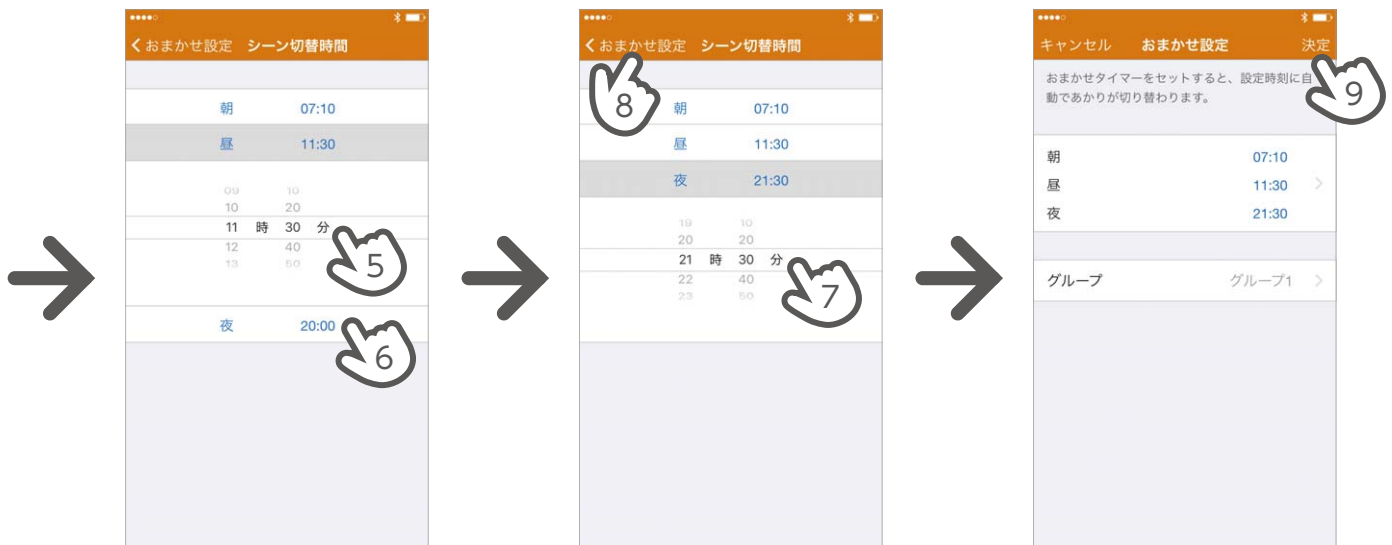 おまかせ設定 シーン切替時間
朝 07:10
昼 11:30
09 10
10 20
11 時 30 分
12 40
13 50
5
夜 20:00
6
おまかせ設定 シーン切替時間
8
朝 07:10
昼 11:30
夜 21:30
19 10
20 20
21 時 30 分
22 40
23 50
7
キャンセル おまかせ設定 決定
おまかせタイマーをセットすると、設定時刻に自
動であかりが切り替わります。
9
朝 07:10
昼 11:30
夜 21:30
グループ グループ1